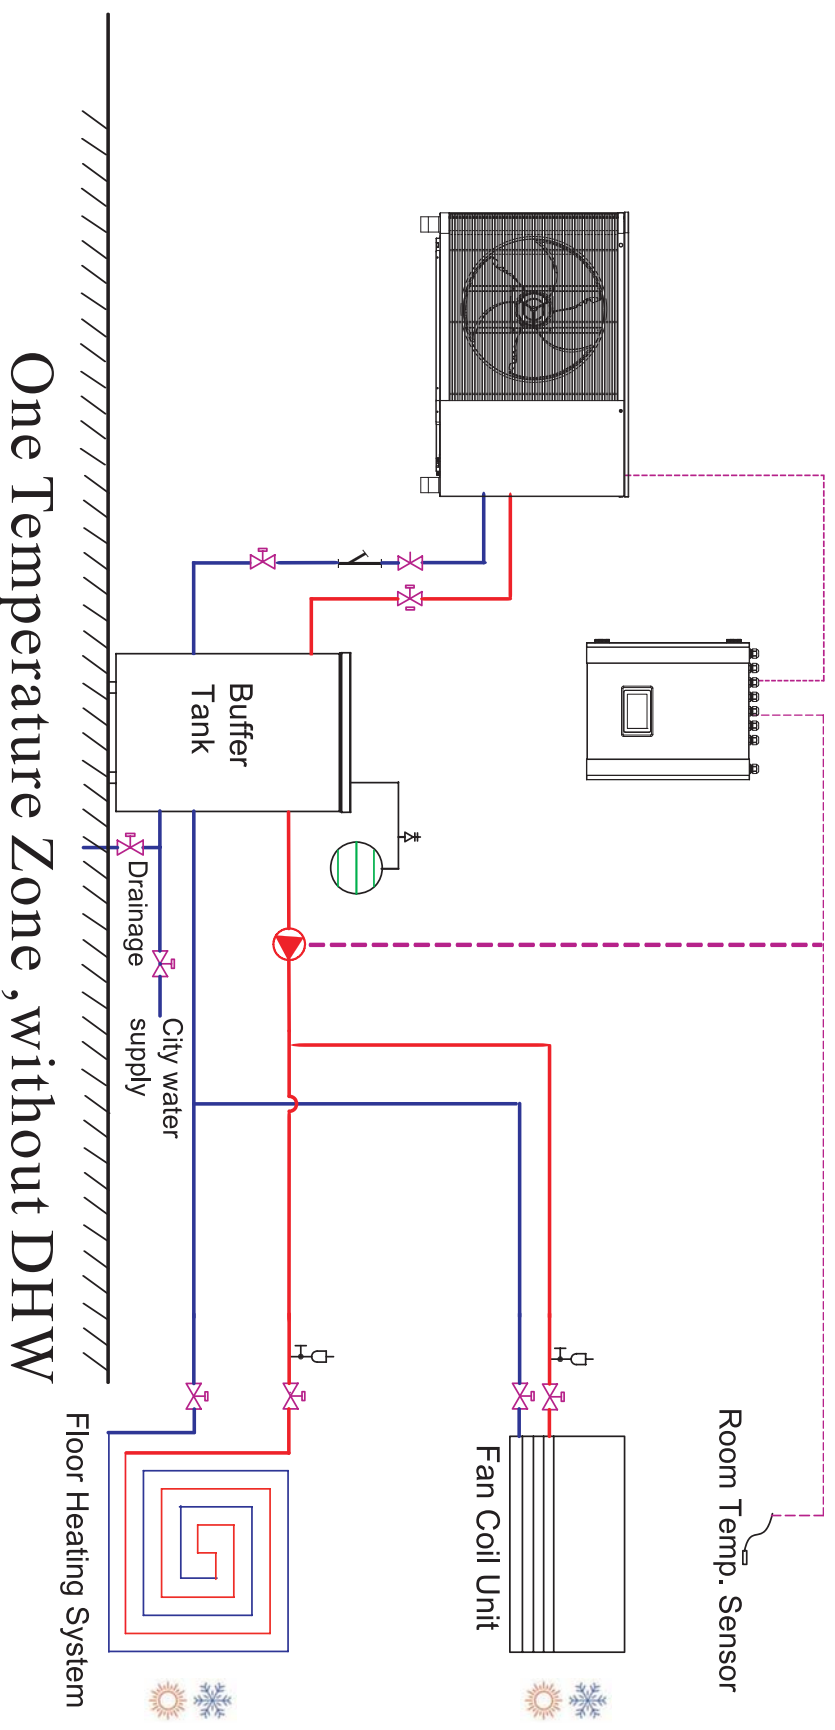 Room Temp. Sensor
Fan Coil Unit
Buffer
Tank
City water
supply
Drainage
Floor Heating System
One Temperature Zone ,without DHW